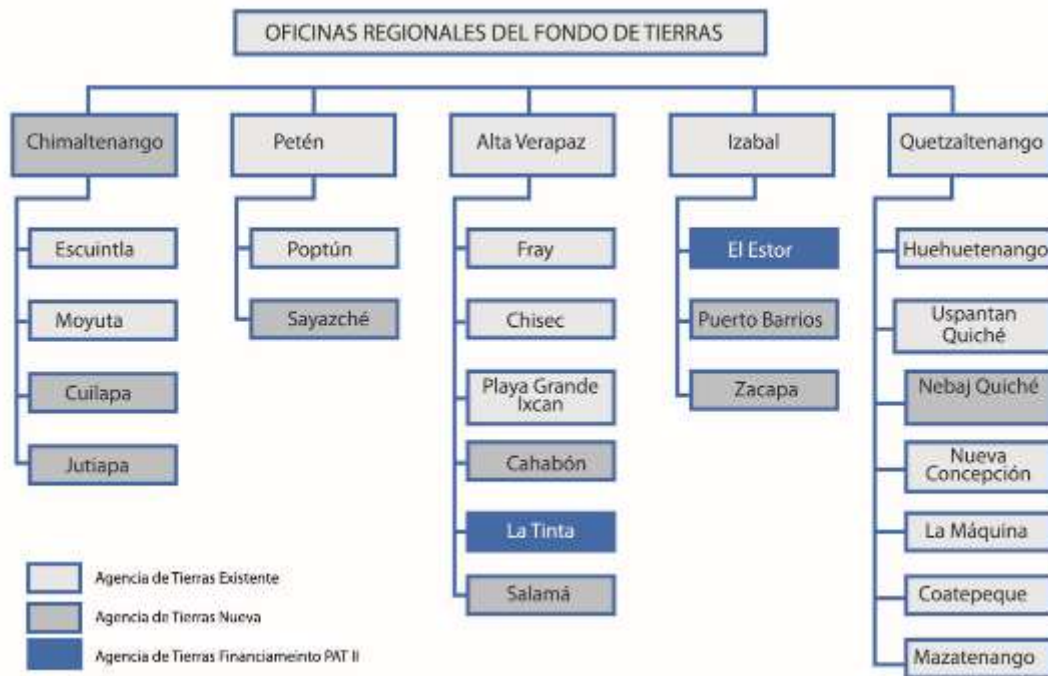 OFICINAS REGIONALES DEL FONDO DE TIERRAS
Chimaltenango
Escuintla
Moyuta
Cuilapa
Jutiapa
Petén
Poptún
Sayazché
Alta Verapaz
Fray
Chisec
Playa Grande
Ixcan
Cahabón
La Tinta
Salamá
Izabal
El Estor
Puerto Barrios
Zacapa
Quetzaltenango
Huehuetenango
Uspantan
Quiché
Nebaj Quiché
Nueva
Concepción
La Máquina
Coatepeque
Mazatenango
Agencia de Tierras Existente
Agencia de Tierras Nueva
Agencia de Tierras Financiameinto PAT II